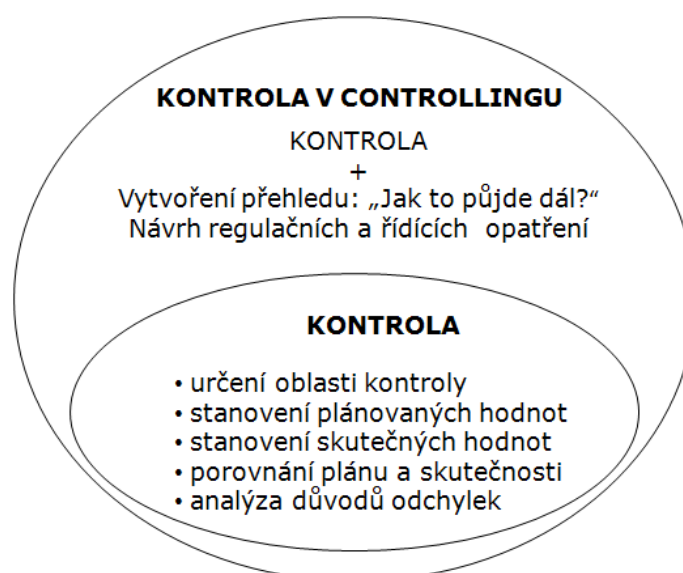 KONTROLA V CONTROLLINGU
KONTROLA
+
Vytvoření přehledu: „Jak to půjde dál?“
Návrh regulačních a řídících  opatření
KONTROLA
• určení oblasti kontroly
• stanovení plánovaných hodnot
• stanovení skutečných hodnot
• porovnání plánu a skutečnosti
• analýza důvodů odchylek